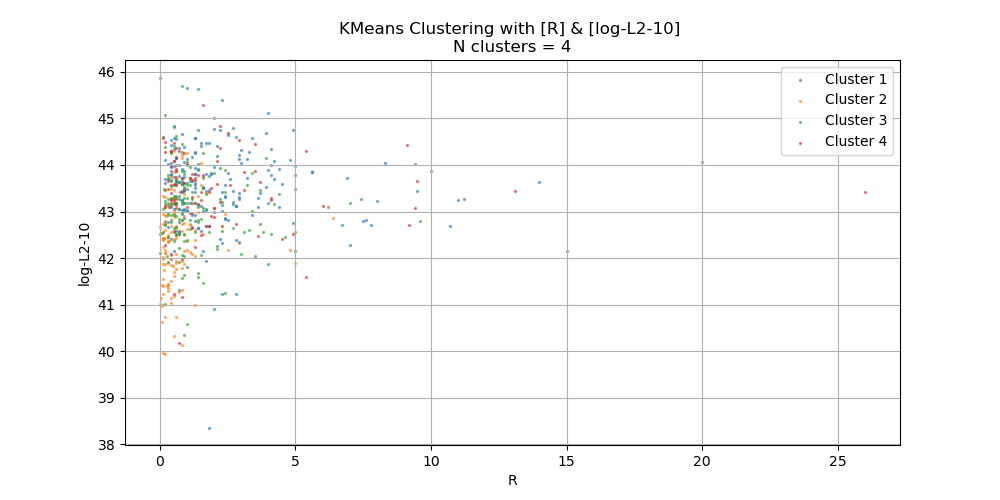 KMeans Clustering with [R] & [log-L2-10]
N clusters = 4
46
45
44
43
42
41
40
39
38
log-L2-10
0
5
10
15
20
25
R
Cluster 1
Cluster 2
Cluster 3
Cluster 4